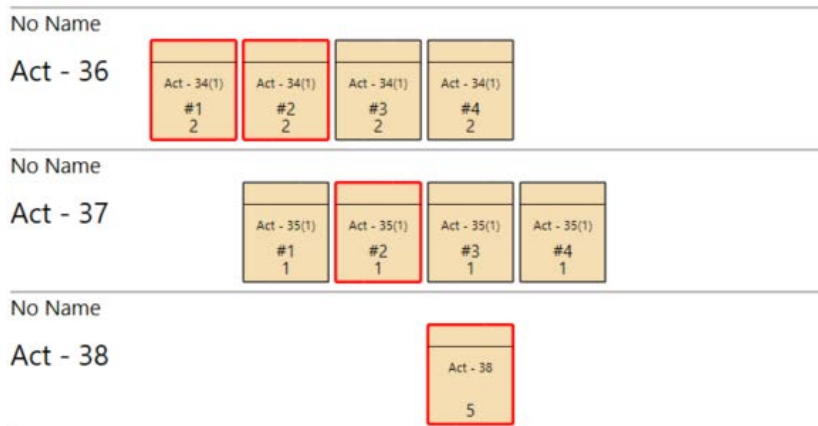 No Name
Act - 36
Act - 34(1) Act - 34(1) Act - 34(1) Act - 34(1)
#1 #2 #3 #4
2 2 2 2
No Name
Act - 37
Act - 35(1) Act - 35(1) Act - 35(1) Act - 35(1)
#1 #2 #3 #4
1 1 1 1
No Name
Act - 38
Act - 38
5